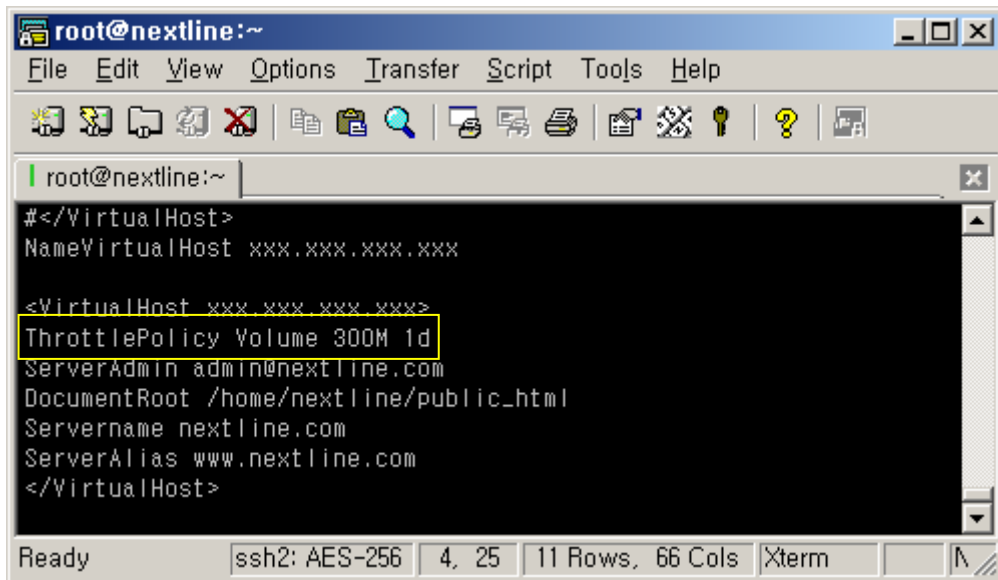 root@nextline:~
File Edit View Options Transfer Script Tools Help
root@nextline:~
#</VirtualHost>
NameVirtualHost xxx.xxx.xxx.xxx
<VirtualHost xxx.xxx.xxx.xxx>
ThrottlePolicy Volume 300M 1d
ServerAdmin admin@nextline.com
DocumentRoot /home/nextline/public_html
Servername nextline.com
ServerAlias www.nextline.com
</VirtualHost>
Ready ssh2: AES-256 4, 25 11 Rows, 66 Cols Xterm